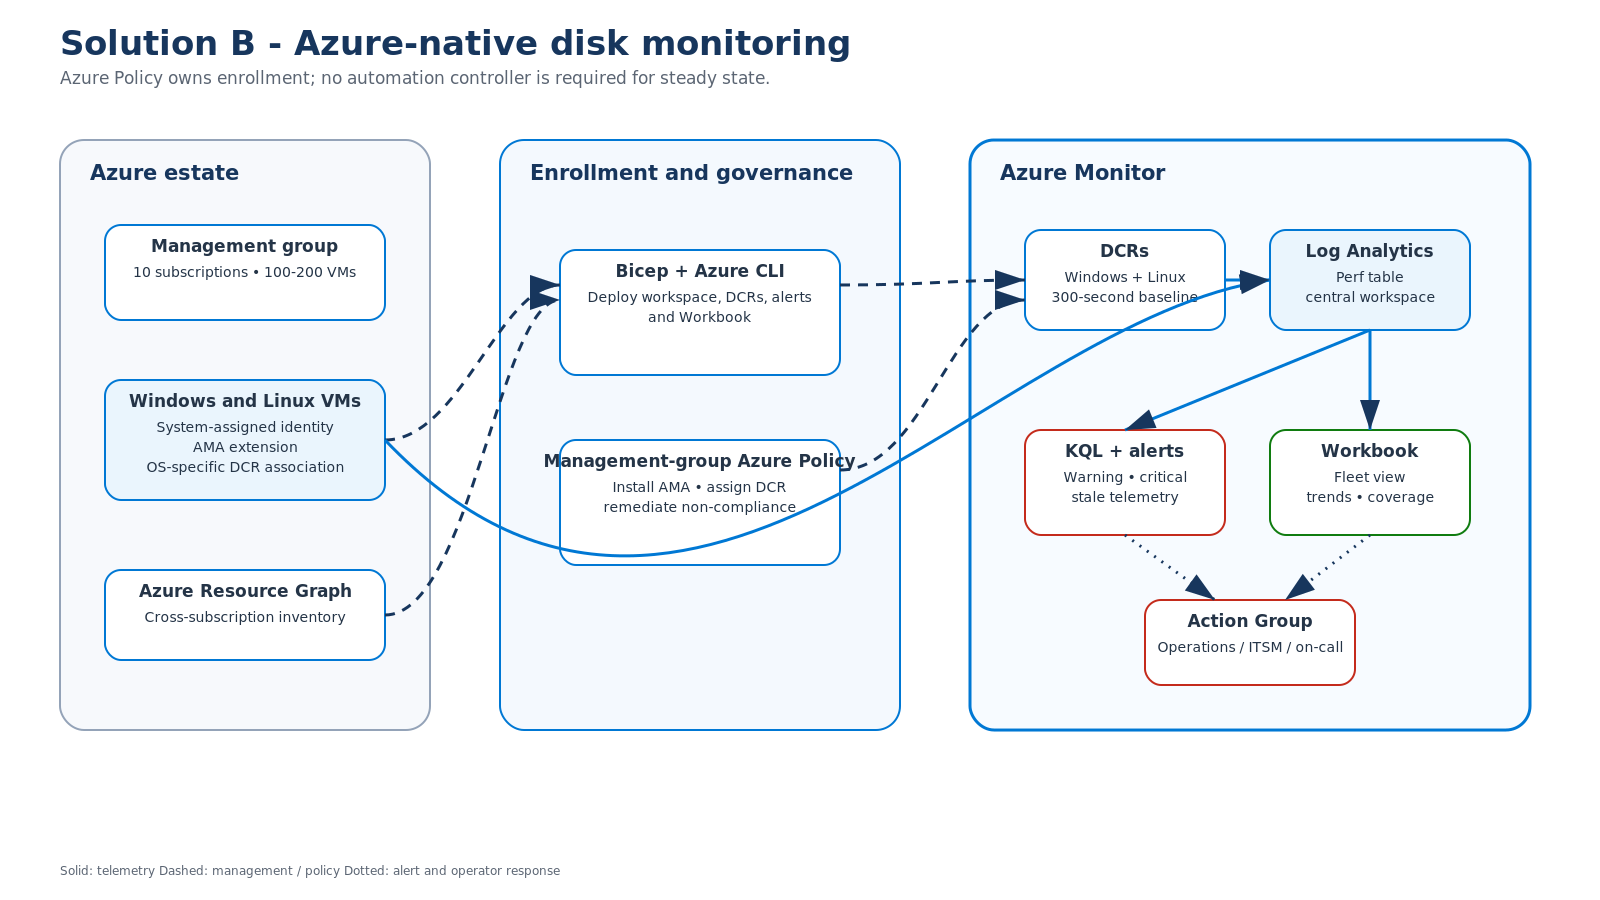 Solution B - Azure-native disk monitoring
Azure Policy owns enrollment; no automation controller is required for steady state.
Azure estate
Management group
10 subscriptions • 100-200 VMs
Windows and Linux VMs
System-assigned identity
AMA extension
OS-specific DCR association
Azure Resource Graph
Cross-subscription inventory
Enrollment and governance
Bicep + Azure CLI
Deploy workspace, DCRs, alerts
and Workbook
Management-group Azure Policy
Install AMA • assign DCR
remediate non-compliance
Azure Monitor
DCRs
Windows + Linux
300-second baseline
Log Analytics
Perf table
central workspace
KQL + alerts
Warning • critical
stale telemetry
Workbook
Fleet view
trends • coverage
Action Group
Operations / ITSM / on-call
Solid: telemetry Dashed: management / policy Dotted: alert and operator response